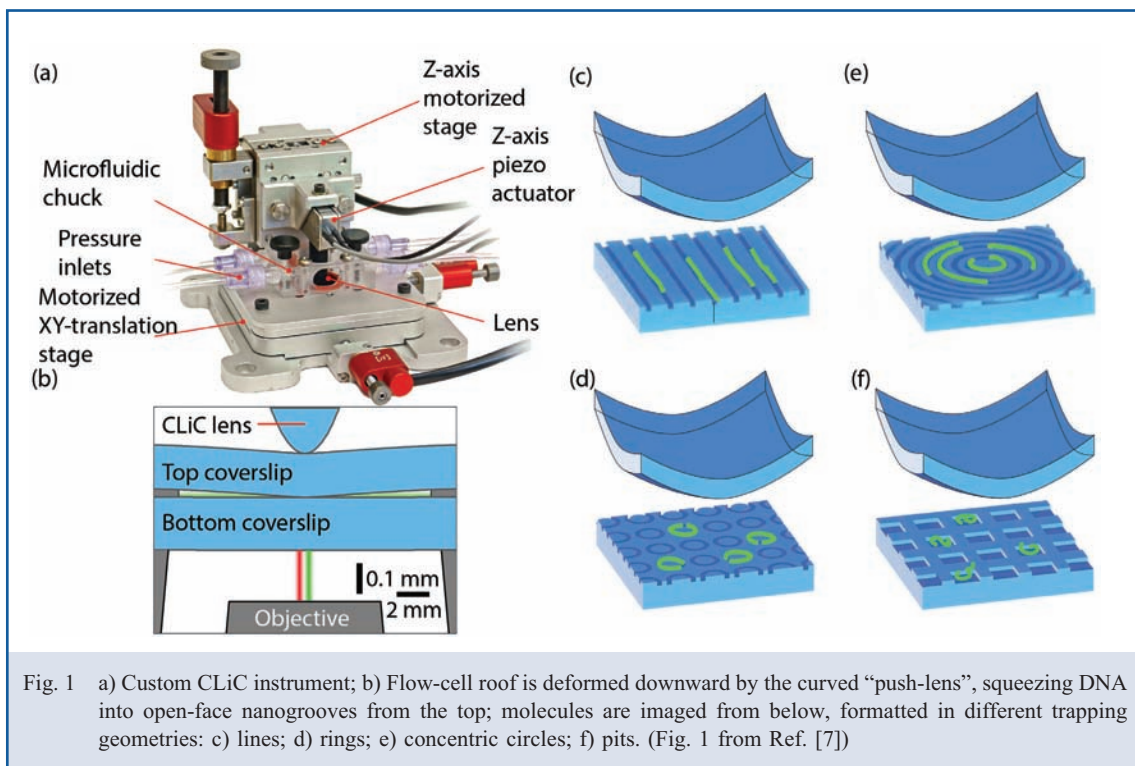 (a)
Z-axis
motorized
stage
Z-axis
piezo
actuator
Microfluidic
chuck
Pressure
inlets
Motorized
XY-translation
stage
Lens
(b)
CLiC lens
Top coverslip
Bottom coverslip
0.1 mm
2 mm
Objective
(c)
(e)
(d)
(f)
Fig. 1 a) Custom CLiC instrument; b) Flow-cell roof is deformed downward by the curved “push-lens”, squeezing DNA
into open-face nanogrooves from the top; molecules are imaged from below, formatted in different trapping
geometries: c) lines; d) rings; e) concentric circles; f) pits. (Fig. 1 from Ref. [7])